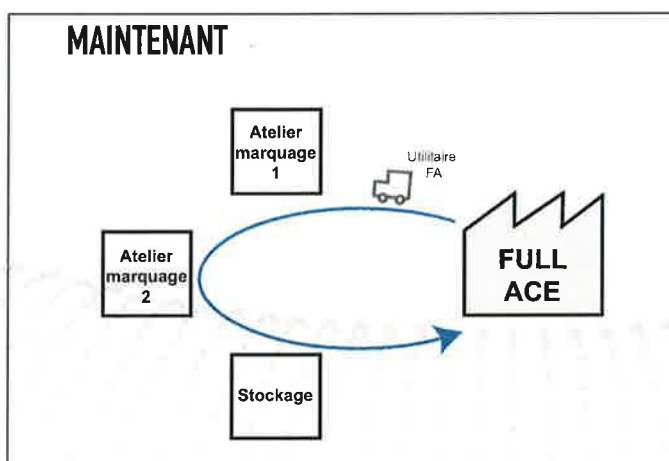 MAINTENANT
Atelier
marquage
1
Utilitaire
FA
Atelier
marquage
2
FULL
ACE
Stockage